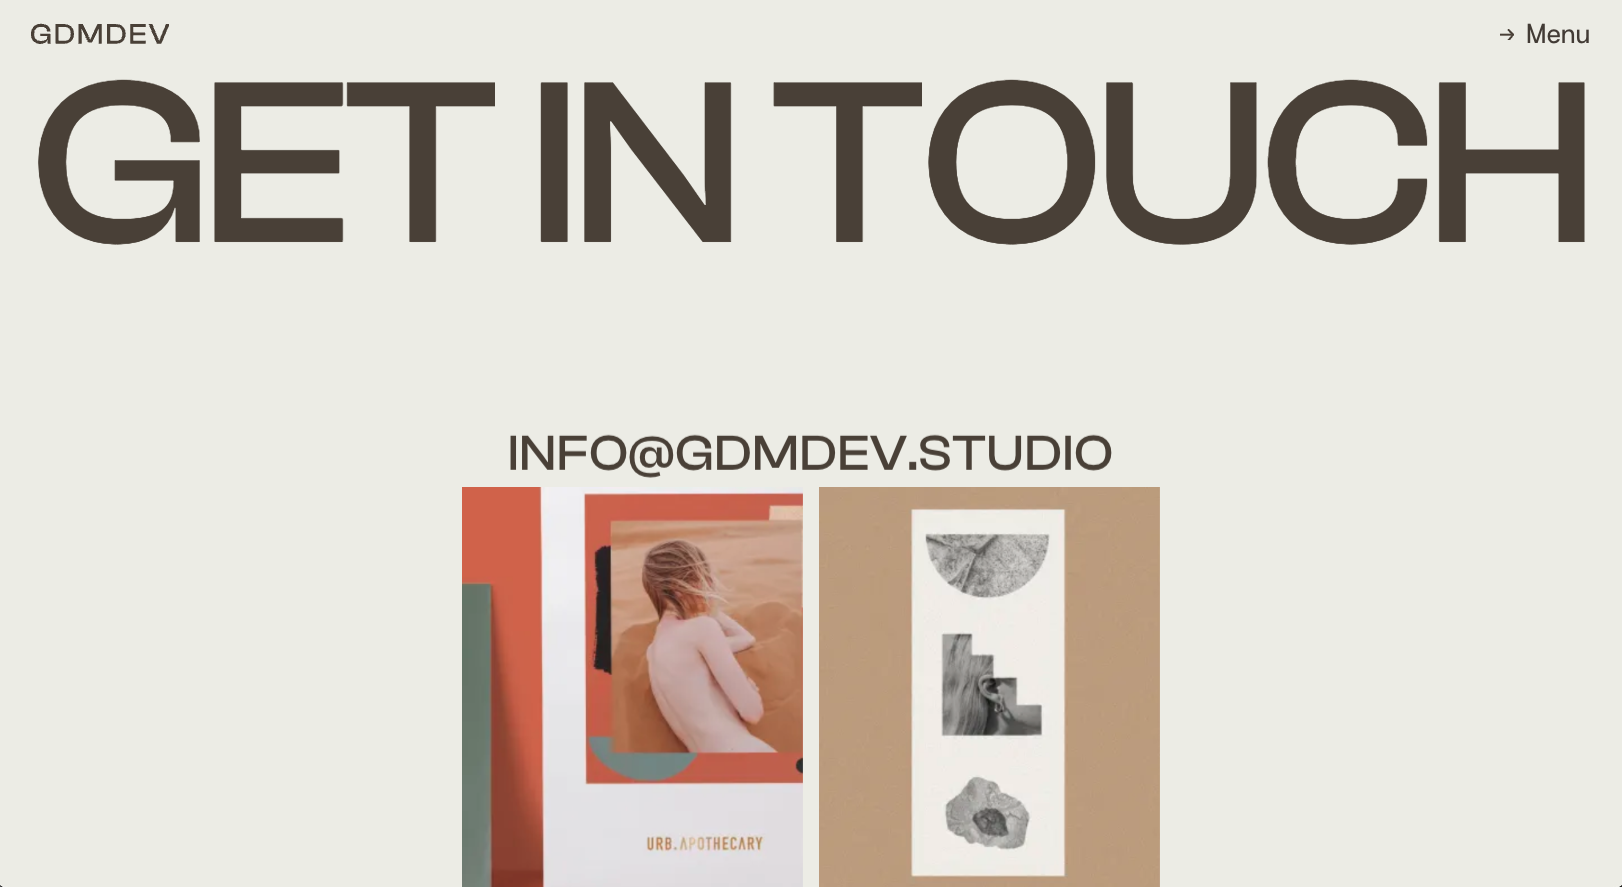 GDMDEV
→ Menu
GET IN TOUCH
INFO@GDMDEV.STUDIO
URB.APOTHECARY